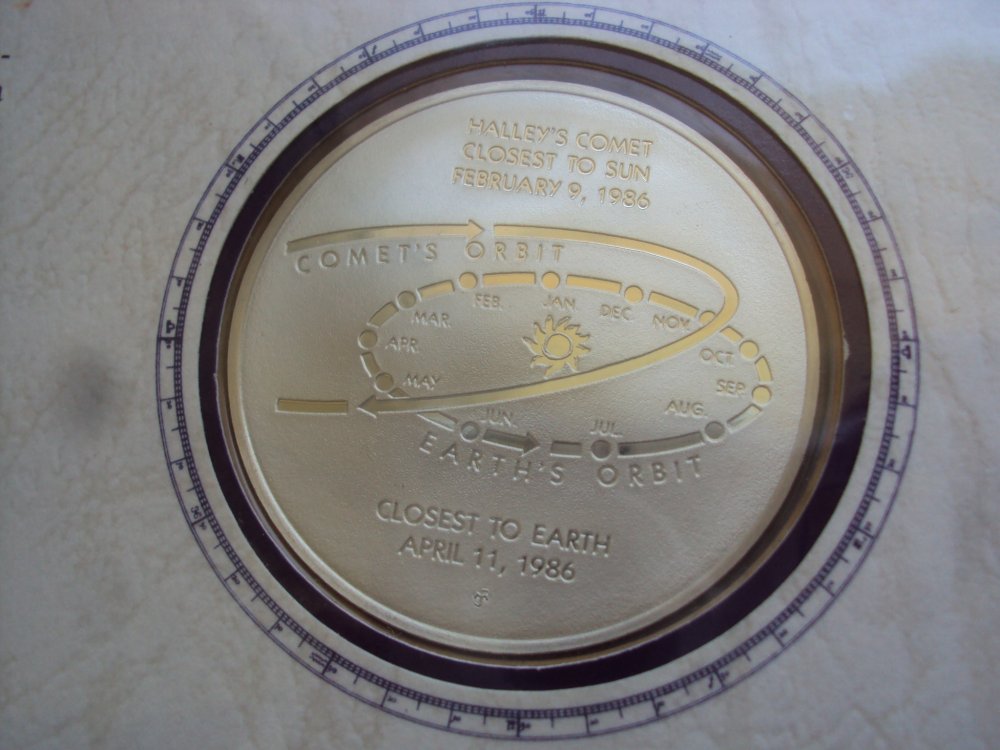 HALLEY'S COMET
CLOSEST TO SUN
FEBRUARY 9, 1986
COMET'S ORBIT
FEB. JAN. DEC. NOV.
MAR.
APR. OCT.
MAY SEP.
AUG.
JUN. JUL.
EARTH'S ORBIT
CLOSEST TO EARTH
APRIL 11, 1986